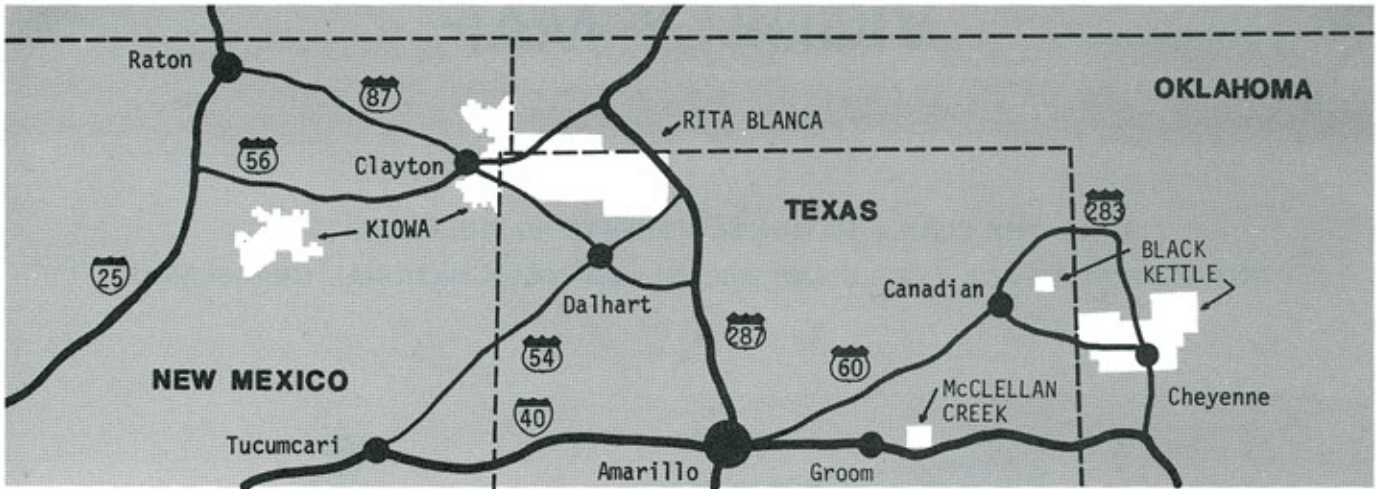 Raton
87
OKLAHOMA
RITA BLANCA
56
Clayton
TEXAS
283
KIOWA
BLACK
KETTLE
25
Canadian
Dalhart
287
54
60
NEW MEXICO
McCLELLAN
CREEK
Cheyenne
40
Tucumcari
Amarillo
Groom